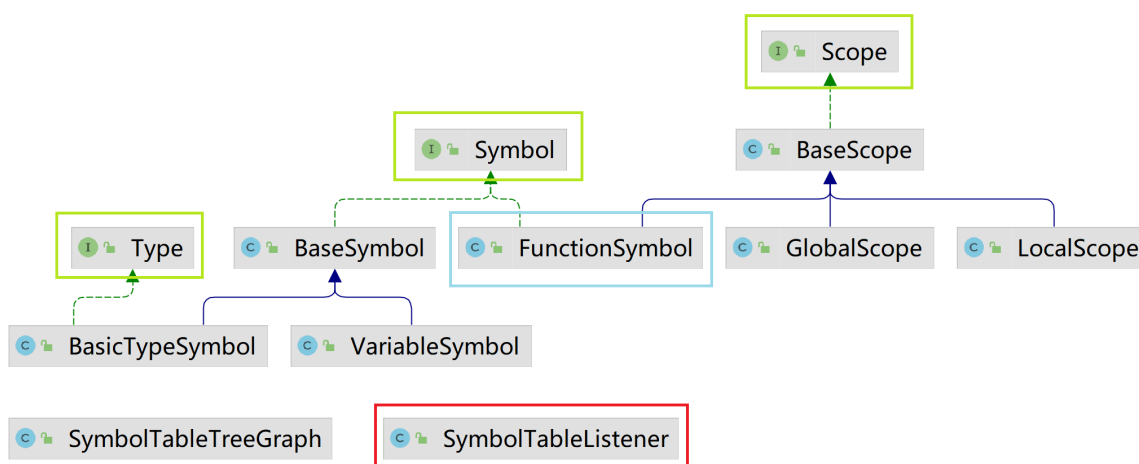 I Scope
I Symbol
C BaseScope
I Type
C BaseSymbol
C FunctionSymbol
C GlobalScope
C LocalScope
C BasicTypeSymbol
C VariableSymbol
C SymbolTableTreeGraph
C SymbolTableListener